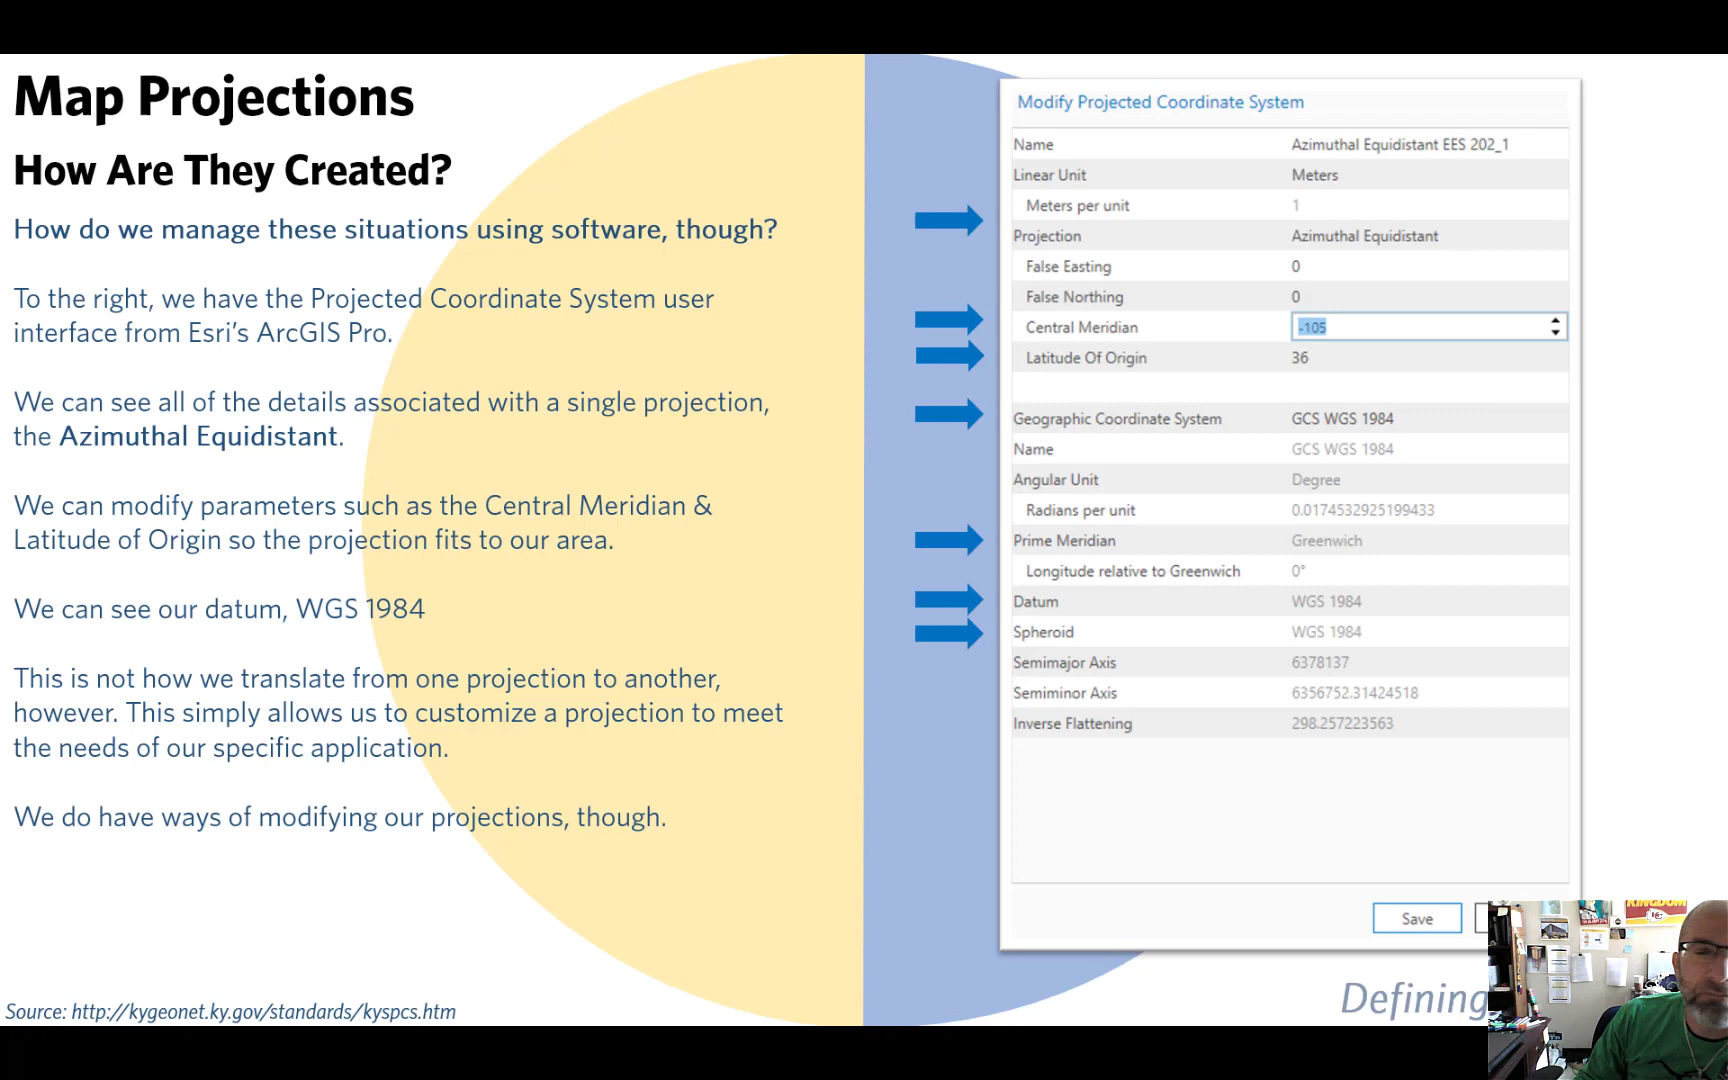 Map Projections
How Are They Created?
How do we manage these situations using software, though?
To the right, we have the Projected Coordinate System user
interface from Esri's ArcGIS Pro.
We can see all of the details associated with a single projection,
the Azimuthal Equidistant.
We can modify parameters such as the Central Meridian &
Latitude of Origin so the projection fits to our area.
We can see our datum, WGS 1984
This is not how we translate from one projection to another,
however. This simply allows us to customize a projection to meet
the needs of our specific application.
We do have ways of modifying our projections, though.
Source: http://kygeonet.ky.gov/standards/kyspcs.htm
Modify Projected Coordinate System
Name Azimuthal Equidistant EES 202_1
Linear Unit Meters
Meters per unit 1
Projection Azimuthal Equidistant
False Easting 0
False Northing 0
Central Meridian -105
Latitude Of Origin 36
Geographic Coordinate System GCS WGS 1984
Name GCS WGS 1984
Angular Unit Degree
Radians per unit 0.0174532925199433
Prime Meridian Greenwich
Longitude relative to Greenwich 0°
Datum WGS 1984
Spheroid WGS 1984
Semimajor Axis 6378137
Semiminor Axis 6356752.31424518
Inverse Flattening 298.257223563
Save
Defining
KINGDOM